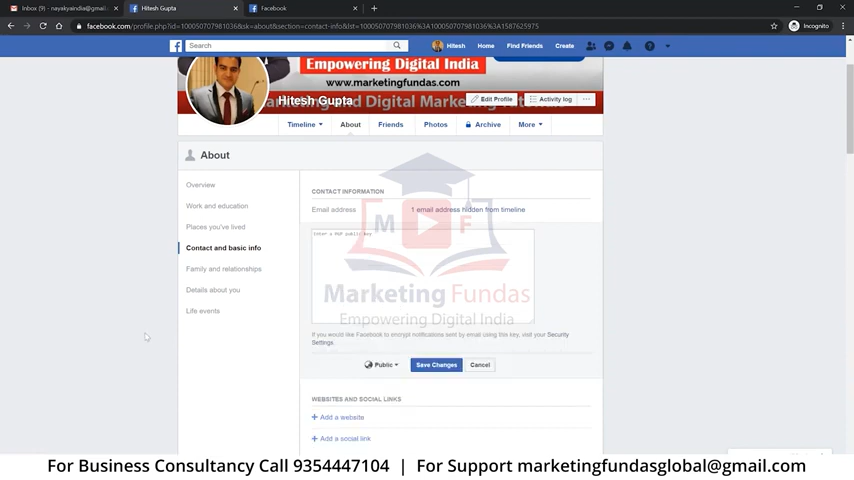 Inbox (9) - nayakyaindia@gmail
Hitesh Gupta
Facebook
facebook.com/profile.php?id=100050707981036&sk=about&section=contact-info&lst=100050707981036%3A100050707981036%3A1587625975
Incognito
Search
Hitesh
Home
Find Friends
Create
Empowering Digital India
www.marketingfundas.com
Hitesh Gupta
Edit Profile
Activity log
Timeline
About
Friends
Photos
Archive
More
About
Overview
Work and education
Places you've lived
Contact and basic info
Family and relationships
Details about you
Life events
CONTACT INFORMATION
Email address
1 email address hidden from timeline
Enter a PGP public key
M F
Marketing Fundas
Empowering Digital India
If you would like Facebook to encrypt notifications sent by email using this key, visit your Security
Settings.
Public
Save Changes
Cancel
WEBSITES AND SOCIAL LINKS
+ Add a website
+ Add a social link
For Business Consultancy Call 9354447104 | For Support marketingfundasglobal@gmail.com